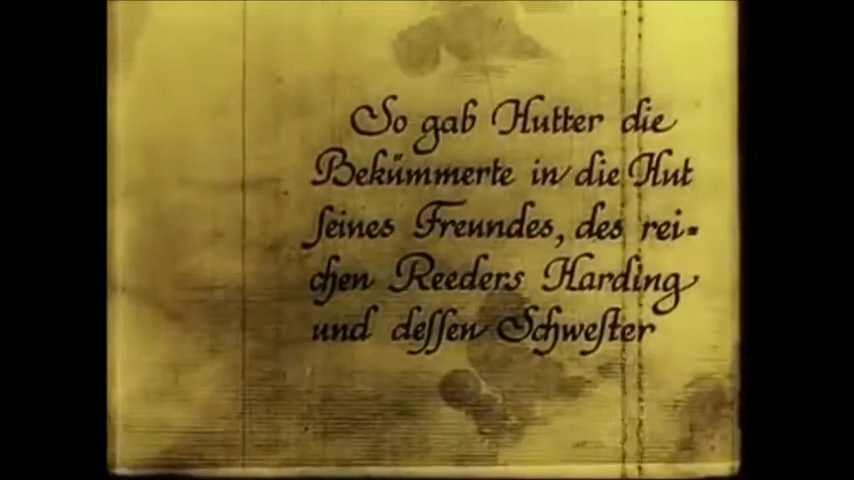 So gab Hutter die
Bekümmerte in die Hut
ſeines Freundes, des rei-
chen Reeders Harding
und deſſen Schweſter